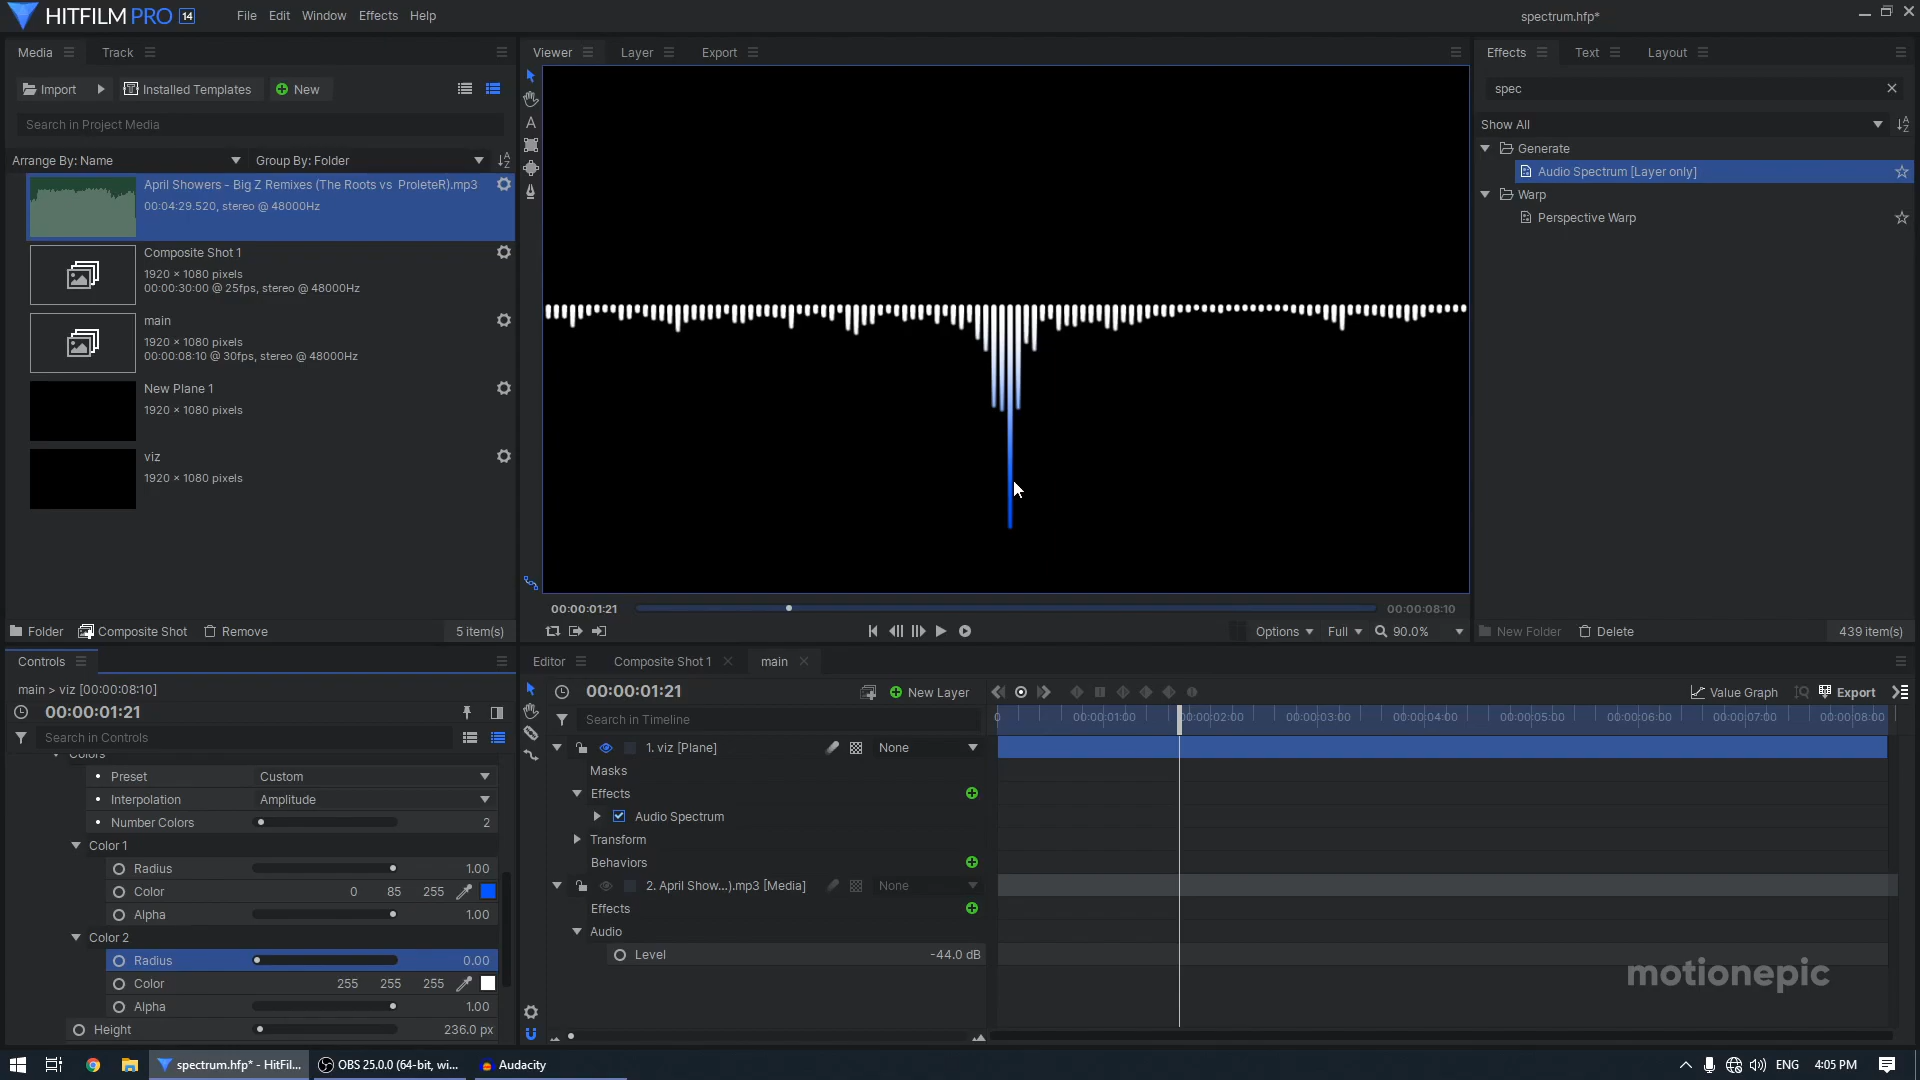 HITFILM PRO 14 File Edit Window Effects Help spectrum.hfp*
Media Track
Import Installed Templates New
Search in Project Media
Arrange By: Name Group By: Folder
April Showers - Big Z Remixes (The Roots vs ProleteR).mp3
00:04:29.520, stereo @ 48000Hz
Composite Shot 1
1920 × 1080 pixels
00:00:30:00 @ 25fps, stereo @ 48000Hz
main
1920 × 1080 pixels
00:00:08:10 @ 30fps, stereo @ 48000Hz
New Plane 1
1920 × 1080 pixels
viz
1920 × 1080 pixels
Folder Composite Shot Remove 5 item(s)
Viewer Layer Export
A
00:00:01:21 00:00:08:10
Options Full 90.0%
Effects Text Layout
spec
Show All
Generate
Audio Spectrum [Layer only]
Warp
Perspective Warp
New Folder Delete 439 item(s)
Controls
main > viz [00:00:08:10]
00:00:01:21
Search in Controls
Colors
Preset Custom
Interpolation Amplitude
Number Colors 2
Color 1
Radius 1.00
Color 0 85 255
Alpha 1.00
Color 2
Radius 0.00
Color 255 255 255
Alpha 1.00
Height 236.0 px
Editor Composite Shot 1 main
00:00:01:21 New Layer Value Graph Export
Search in Timeline
0 00:00:01:00 00:00:02:00 00:00:03:00 00:00:04:00 00:00:05:00 00:00:06:00 00:00:07:00 00:00:08:00
1. viz [Plane] None
Masks
Effects
Audio Spectrum
Transform
Behaviors
2. April Show...).mp3 [Media] None
Effects
Audio
Level -44.0 dB
motionepic
spectrum.hfp* - HitFil... OBS 25.0.0 (64-bit, wi... Audacity ENG 4:05 PM